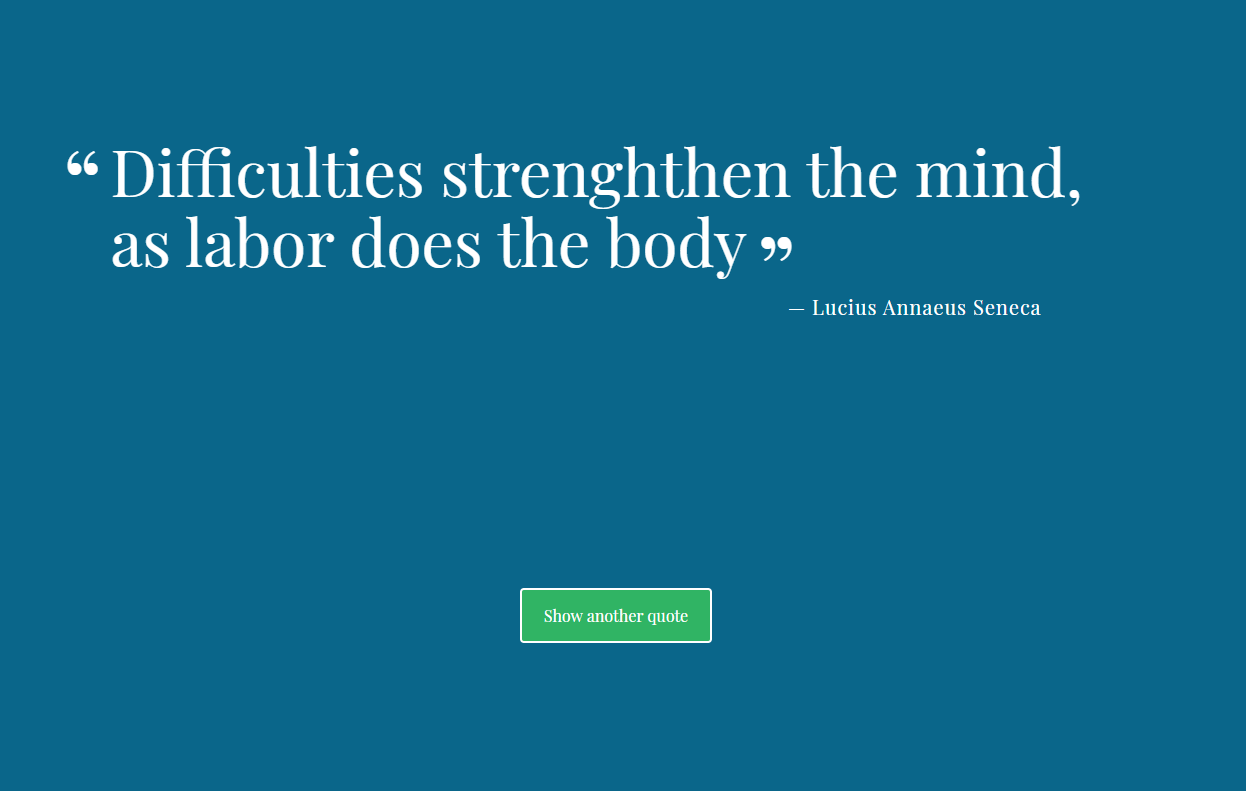 “ Difficulties strenghthen the mind,
as labor does the body ”
— Lucius Annaeus Seneca
Show another quote